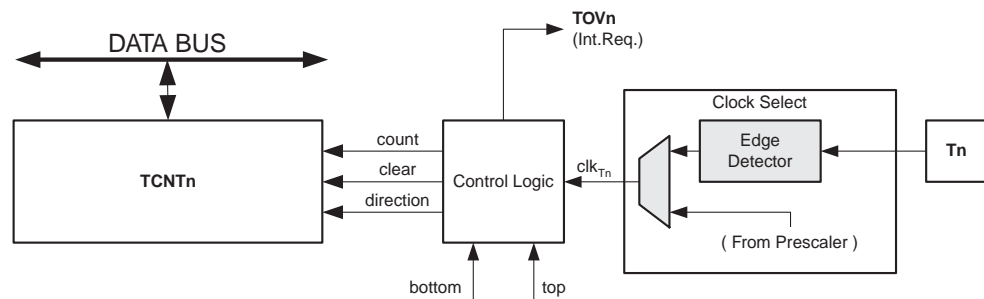 TOVn
(Int.Req.)
DATA BUS
Clock Select
Edge
Detector
Tn
TCNTn
count
clear
direction
Control Logic
clkTn
( From Prescaler )
bottom
top